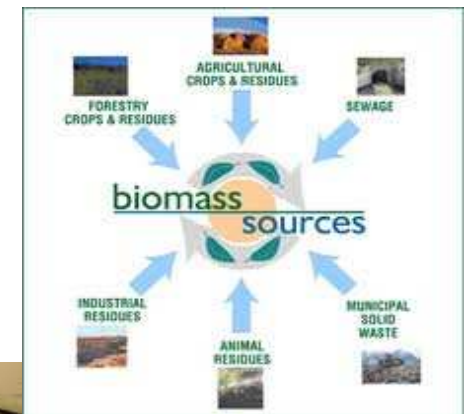 AGRICULTURAL
CROPS & RESIDUES
FORESTRY
CROPS & RESIDUES
SEWAGE
biomass
sources
INDUSTRIAL
RESIDUES
ANIMAL
RESIDUES
MUNICIPAL
SOLID
WASTE